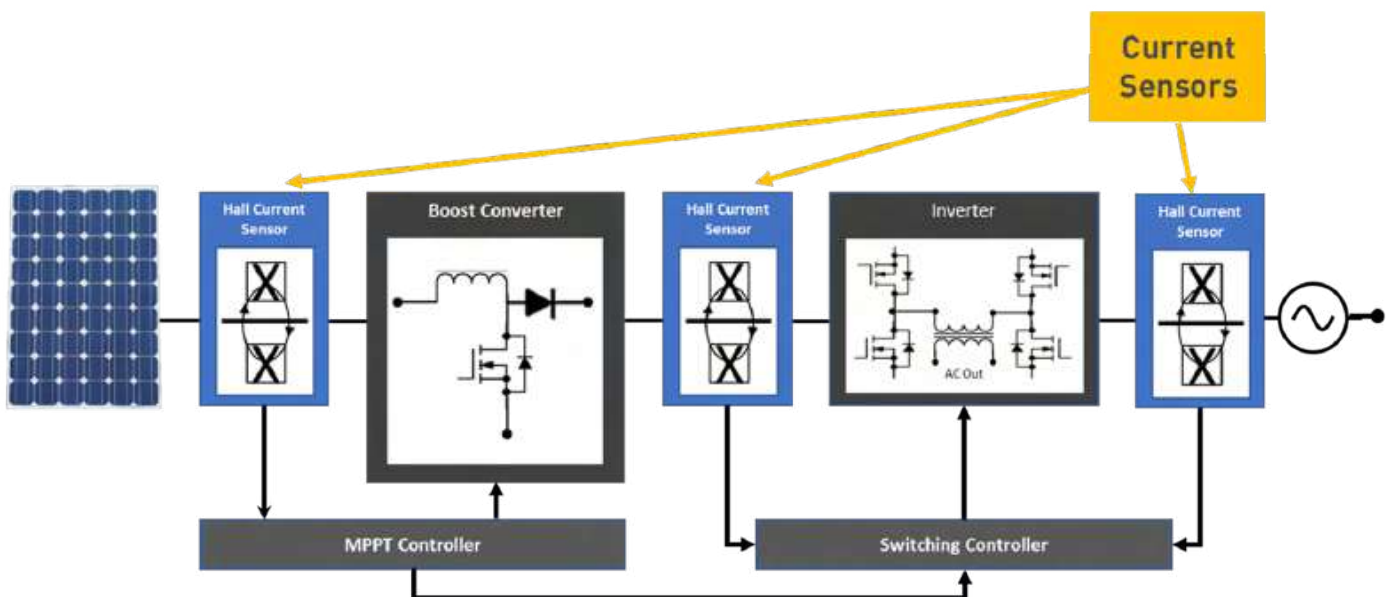 Current
Sensors
Hall Current
Sensor
Boost Converter
Hall Current
Sensor
Inverter
Hall Current
Sensor
AC Out
MPPT Controller
Switching Controller